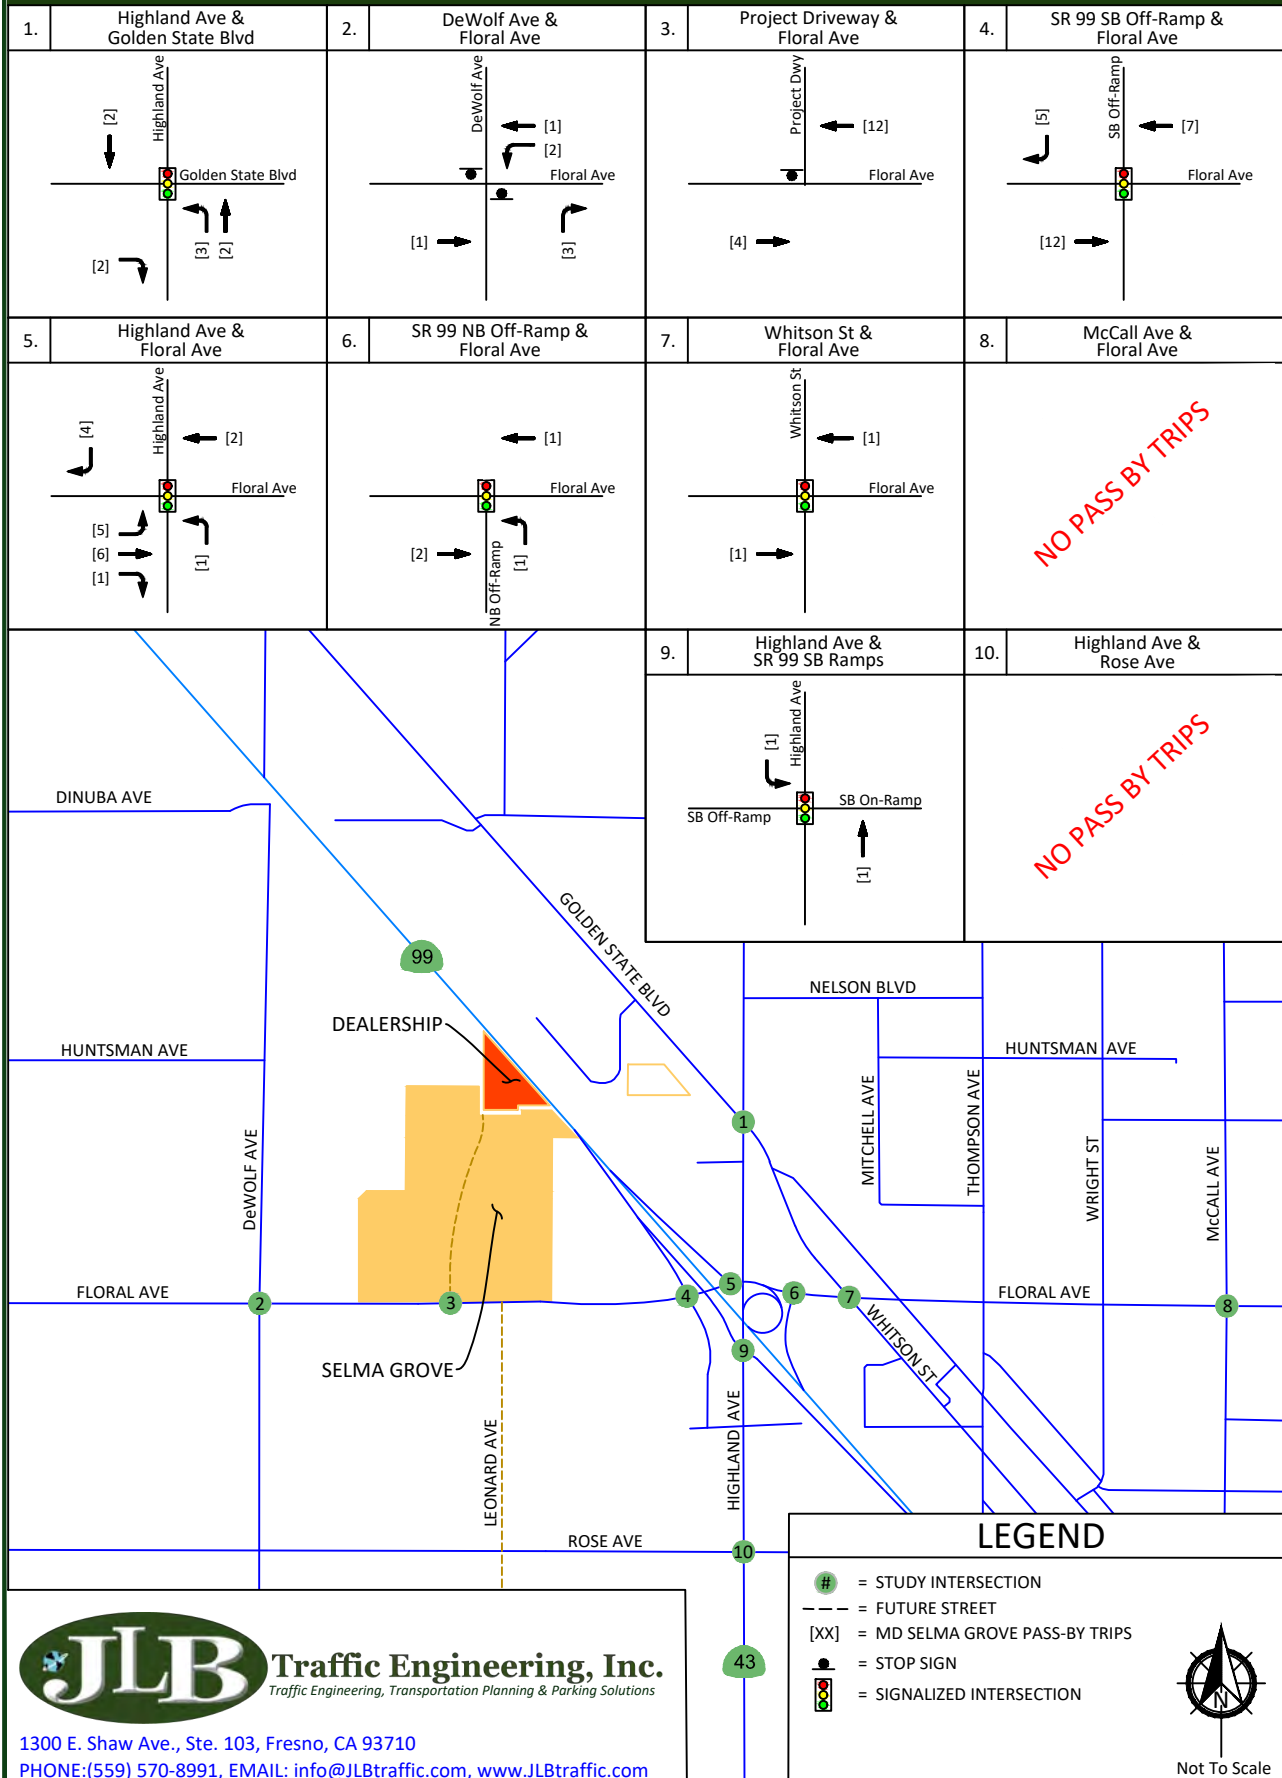 1.
Highland Ave &
Golden State Blvd
[2]
Highland Ave
Golden State Blvd
[2]
[3]
[2]
2.
DeWolf Ave &
Floral Ave
DeWolf Ave
[1]
[2]
Floral Ave
[1]
[3]
3.
Project Driveway &
Floral Ave
Project Dwy
[12]
Floral Ave
[4]
4.
SR 99 SB Off-Ramp &
Floral Ave
[5]
SB Off-Ramp
[7]
Floral Ave
[12]
5.
Highland Ave &
Floral Ave
[4]
Highland Ave
[2]
Floral Ave
[5]
[6]
[1]
[1]
6.
SR 99 NB Off-Ramp &
Floral Ave
[1]
Floral Ave
[2]
NB Off-Ramp
[1]
7.
Whitson St &
Floral Ave
Whitson St
[1]
Floral Ave
[1]
8.
McCall Ave &
Floral Ave
NO PASS BY TRIPS
9.
Highland Ave &
SR 99 SB Ramps
[1]
Highland Ave
SB On-Ramp
SB Off-Ramp
[1]
10.
Highland Ave &
Rose Ave
NO PASS BY TRIPS
DINUBA AVE
GOLDEN STATE BLVD
99
NELSON BLVD
DEALERSHIP
HUNTSMAN AVE
HUNTSMAN AVE
MITCHELL AVE
THOMPSON AVE
WRIGHT ST
McCALL AVE
DeWOLF AVE
1
FLORAL AVE
2
3
4
5
6
7
FLORAL AVE
8
WHITSON ST
9
SELMA GROVE
LEONARD AVE
HIGHLAND AVE
ROSE AVE
10
43
LEGEND
# = STUDY INTERSECTION
= FUTURE STREET
[XX] = MD SELMA GROVE PASS-BY TRIPS
= STOP SIGN
= SIGNALIZED INTERSECTION
N
Not To Scale
JLB
Traffic Engineering, Inc.
Traffic Engineering, Transportation Planning & Parking Solutions
1300 E. Shaw Ave., Ste. 103, Fresno, CA 93710
PHONE:(559) 570-8991, EMAIL: info@JLBtraffic.com, www.JLBtraffic.com